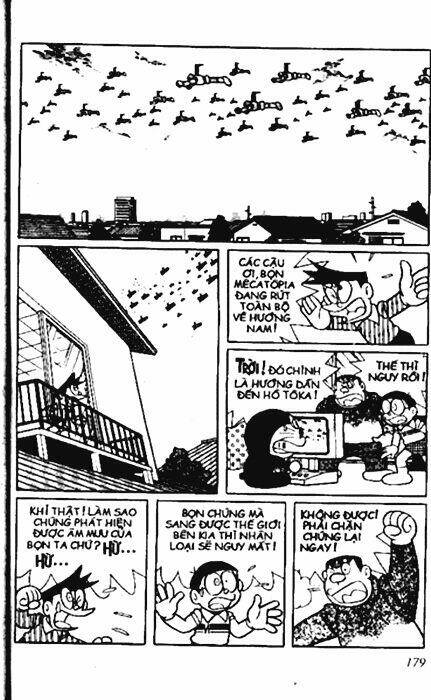 CÁC CẬU
ƠI, BỌN
MÊCATÔPIA
ĐANG RÚT
TOÀN BỘ
VỀ HƯỚNG
NAM!
TRỜI! ĐÓ CHÍNH
LÀ HƯỚNG DẪN
ĐẾN HỒ TÔKA!
THẾ THÌ
NGUY RỒI!
KHỈ THẬT! LÀM SAO
CHÚNG PHÁT HIỆN
ĐƯỢC ÂM MƯU CỦA
BỌN TA CHỨ? HỪ...
HỪ...
BỌN CHÚNG MÀ
SANG ĐƯỢC THẾ GIỚI
BÊN KIA THÌ NHÂN
LOẠI SẼ NGUY MẤT!
KHÔNG ĐƯỢC!
PHẢI CHẶN
CHÚNG LẠI
NGAY!
179